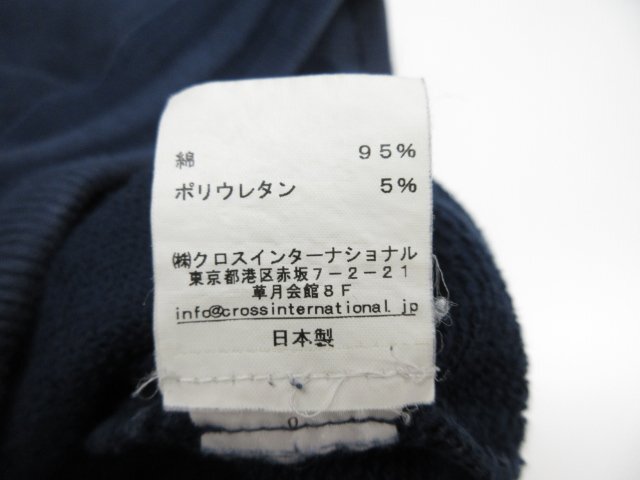 綿 95%
ポリウレタン 5%
㈱クロスインターナショナル
東京都港区赤坂7-2-21
草月会館8F
info@crossinternational.jp
日本製